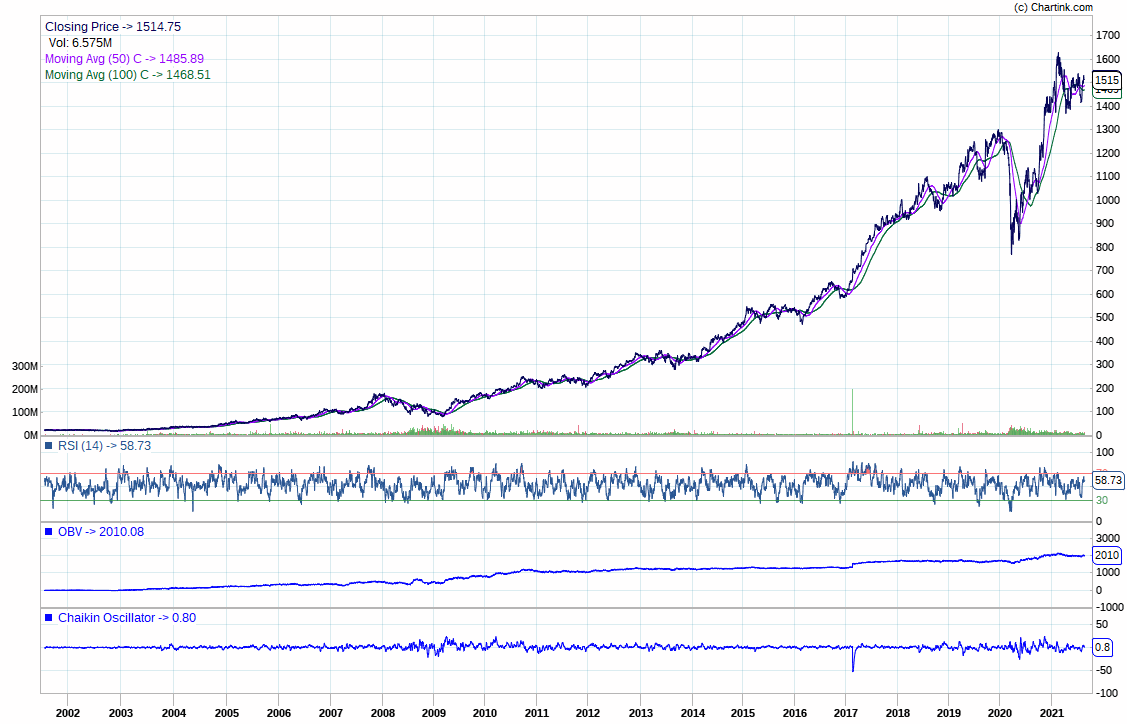 (c) Chartink.com
Closing Price -> 1514.75
Vol: 6.575M
Moving Avg (50) C -> 1485.89
Moving Avg (100) C -> 1468.51
1700
1600
1515
1400
1300
1200
1100
1000
900
800
700
600
500
400
300
200
100
0
300M
200M
100M
0M
RSI (14) -> 58.73
100
70
58.73
30
0
OBV -> 2010.08
3000
2010
1000
0
-1000
Chaikin Oscillator -> 0.80
50
0.8
-50
-100
2002 2003 2004 2005 2006 2007 2008 2009 2010 2011 2012 2013 2014 2015 2016 2017 2018 2019 2020 2021